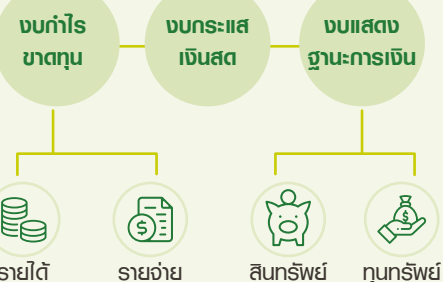 งบกำไร
ขาดทุน
งบกระแส
เงินสด
งบแสดง
ฐานะการเงิน
รายได้
รายจ่าย
สินทรัพย์
ทุนทรัพย์